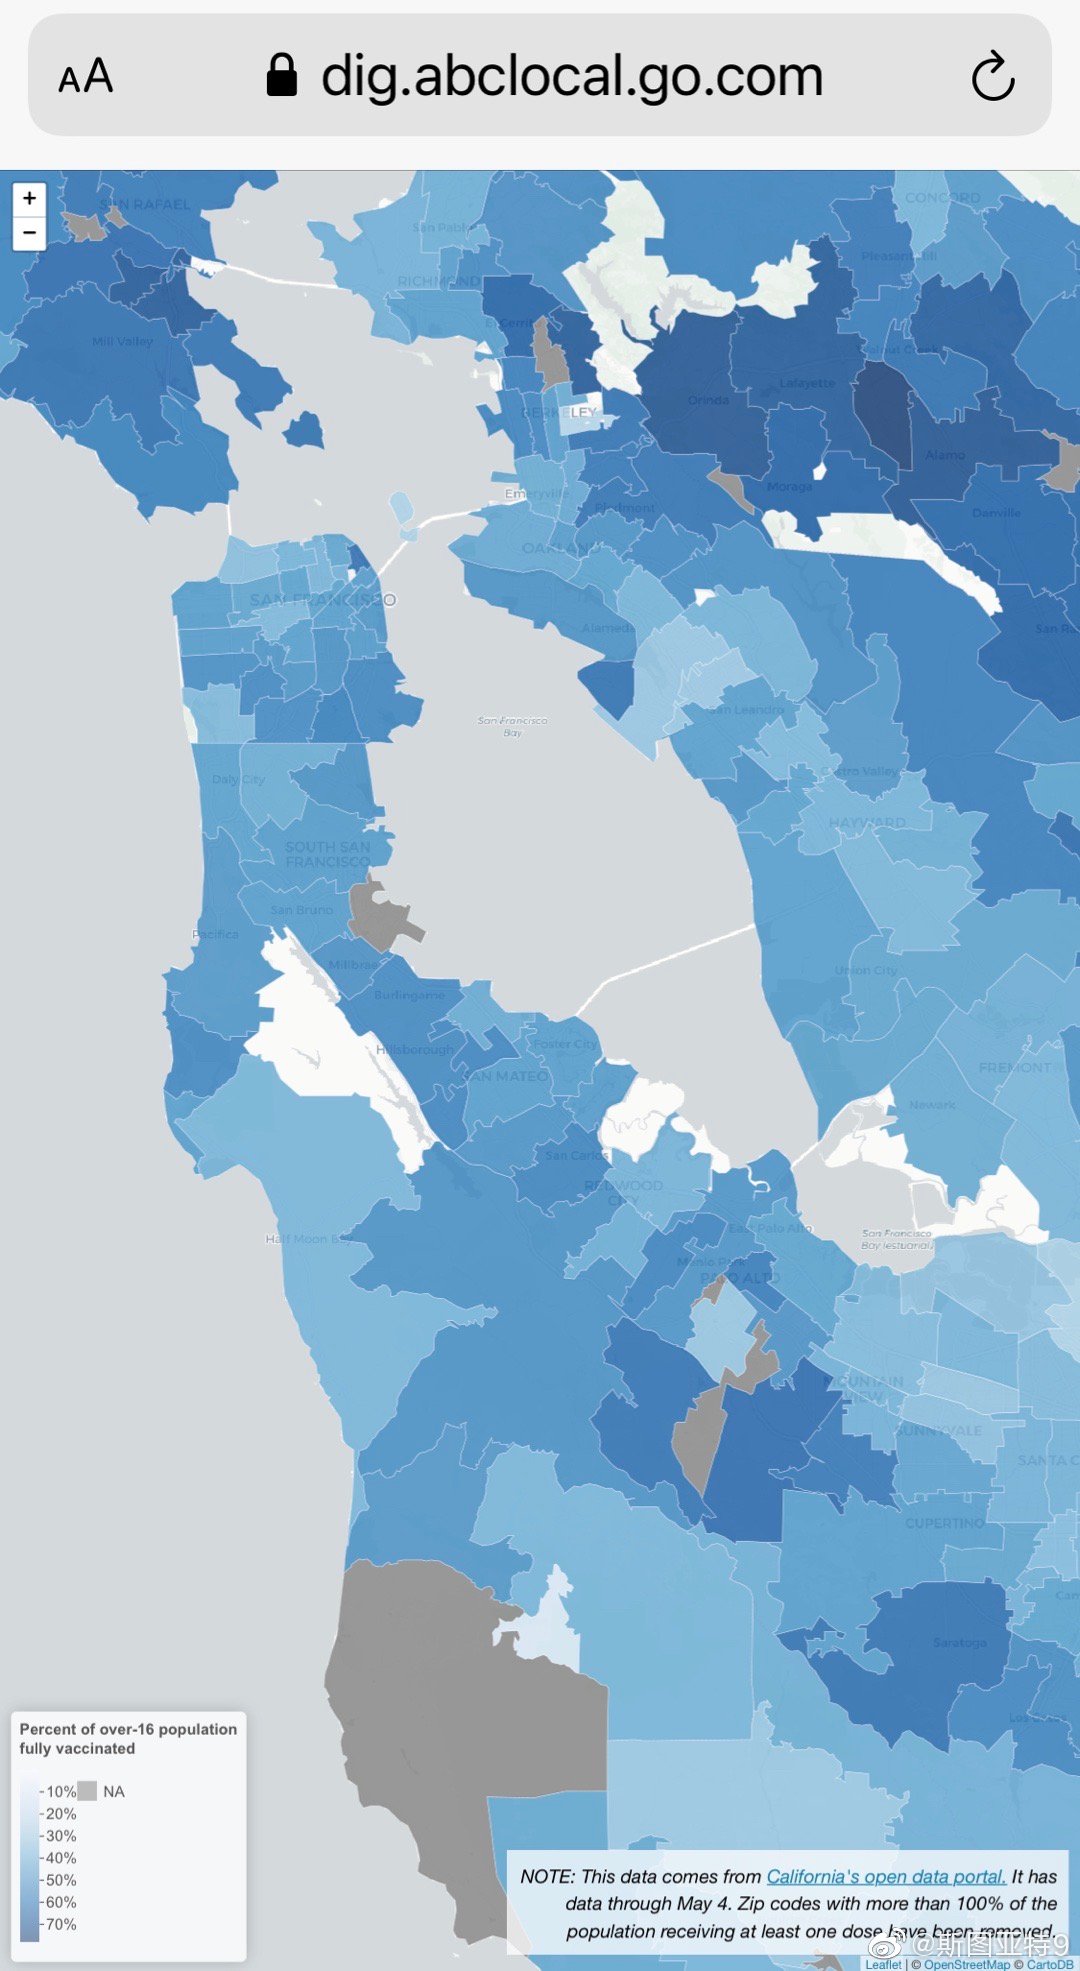 AA
dig.abclocal.go.com
+
−
SAN RAFAEL
CONCORD
San Pablo
Pleasant Hill
RICHMOND
El Cerrito
Mill Valley
Walnut Creek
Lafayette
Orinda
BERKELEY
Alamo
Moraga
Emeryville
Piedmont
Danville
OAKLAND
SAN FRANCISCO
Alameda
San Ra
San Leandro
San Francisco
Bay
Daly City
Castro Valley
HAYWARD
SOUTH SAN
FRANCISCO
San Bruno
Pacifica
Millbrae
Union City
Burlingame
Hillsborough
Foster City
SAN MATEO
FREMONT
Newark
San Carlos
REDWOOD
CITY
East Palo Alto
Half Moon Bay
San Francisco
Bay (estuarial)
Menlo Park
PALO ALTO
MOUNTAIN
VIEW
SUNNYVALE
SANTA C
CUPERTINO
Cam
Saratoga
Los Gatos
Percent of over-16 population
fully vaccinated
10% NA
20%
30%
40%
50%
60%
70%
NOTE: This data comes from California's open data portal. It has
data through May 4. Zip codes with more than 100% of the
population receiving at least one dose have been removed.
@斯图亚特9
Leaflet | © OpenStreetMap © CartoDB